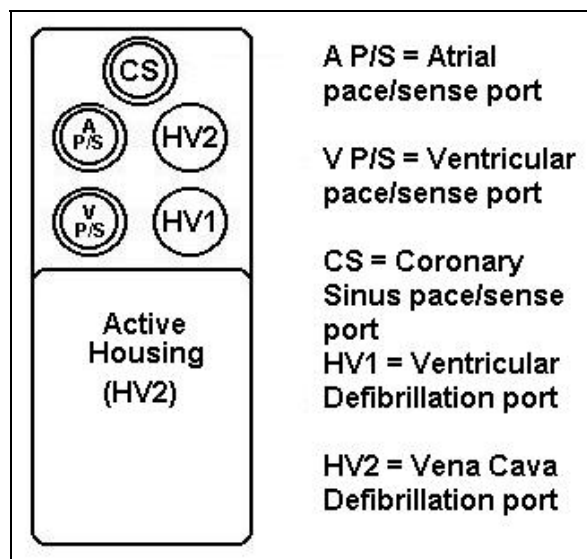 CS
A
P/S
HV2
V
P/S
HV1
Active
Housing
(HV2)
A P/S = Atrial
pace/sense port
V P/S = Ventricular
pace/sense port
CS = Coronary
Sinus pace/sense
port
HV1 = Ventricular
Defibrillation port
HV2 = Vena Cava
Defibrillation port